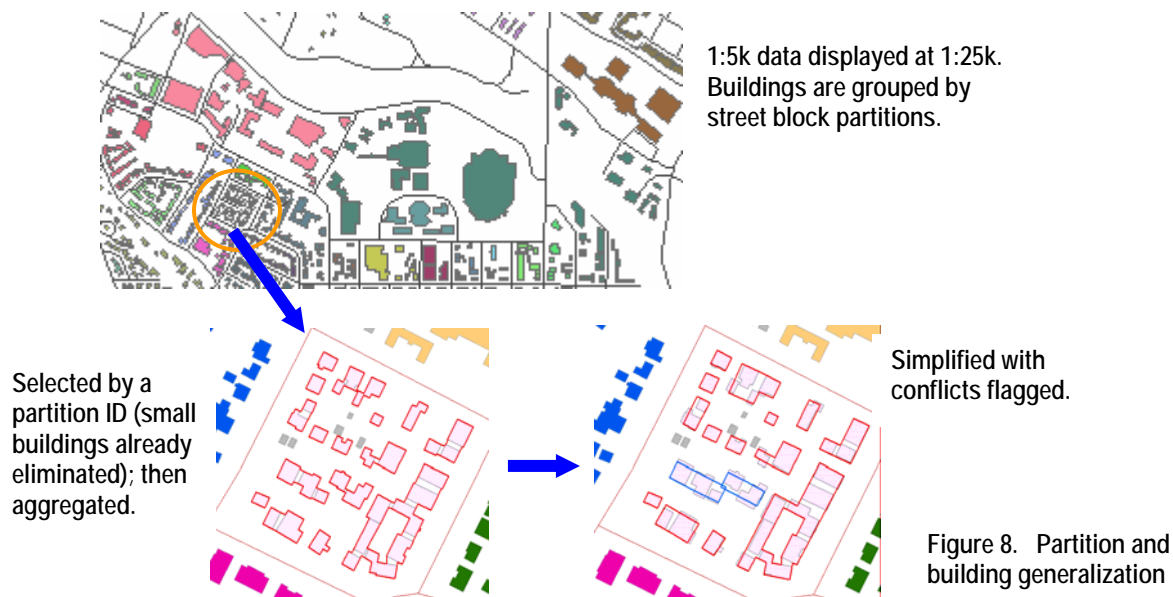 1:5k data displayed at 1:25k.
Buildings are grouped by
street block partitions.
Selected by a
partition ID (small
buildings already
eliminated); then
aggregated.
Simplified with
conflicts flagged.
Figure 8. Partition and
building generalization